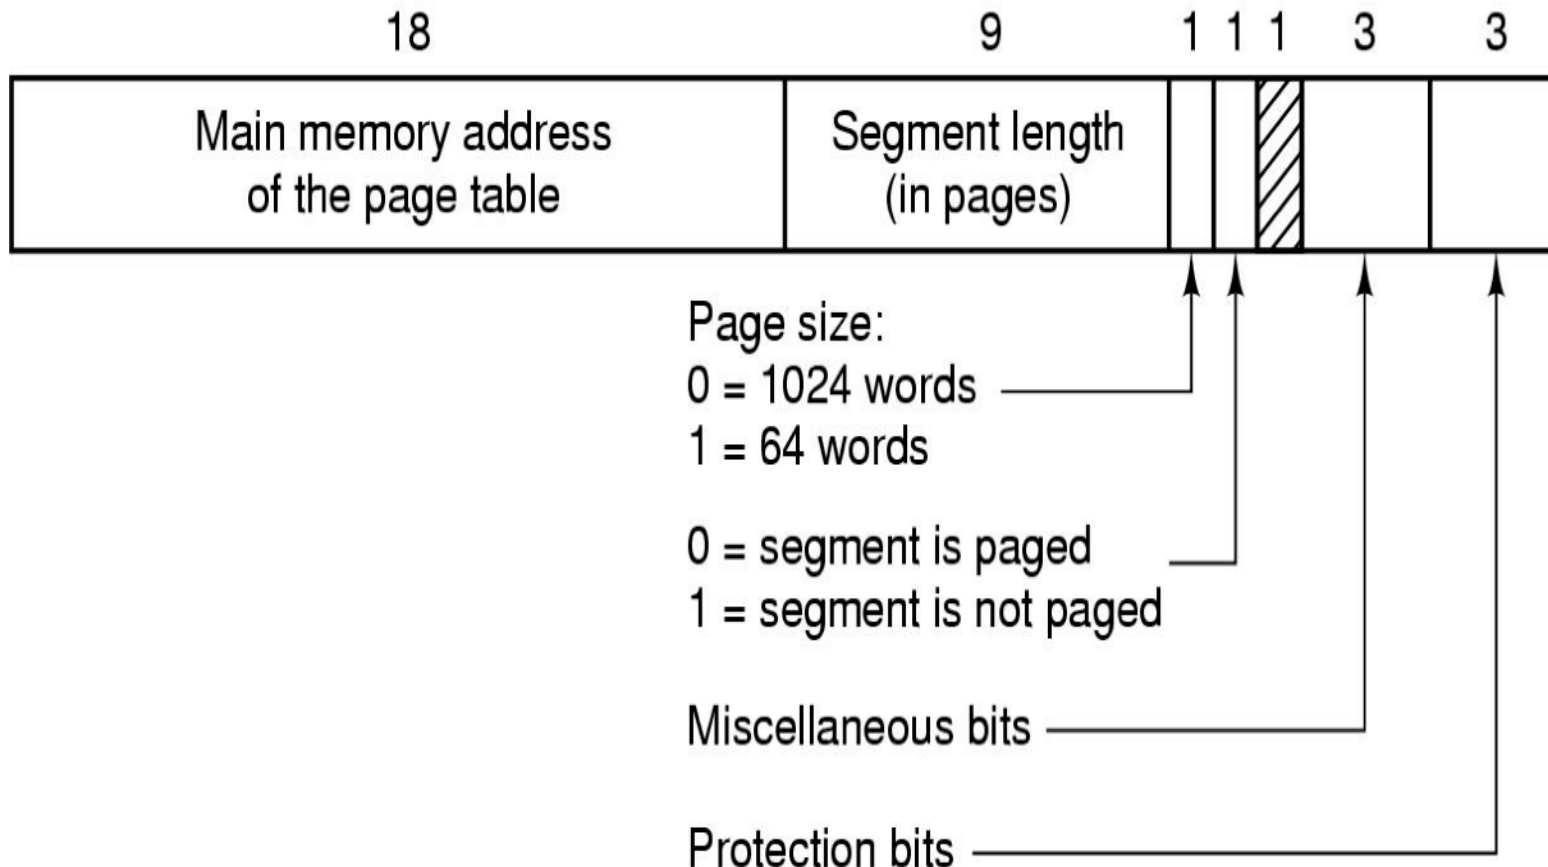 18 9 1 1 1 3 3
Main memory address
of the page table
Segment length
(in pages)
Page size:
0 = 1024 words
1 = 64 words
0 = segment is paged
1 = segment is not paged
Miscellaneous bits
Protection bits